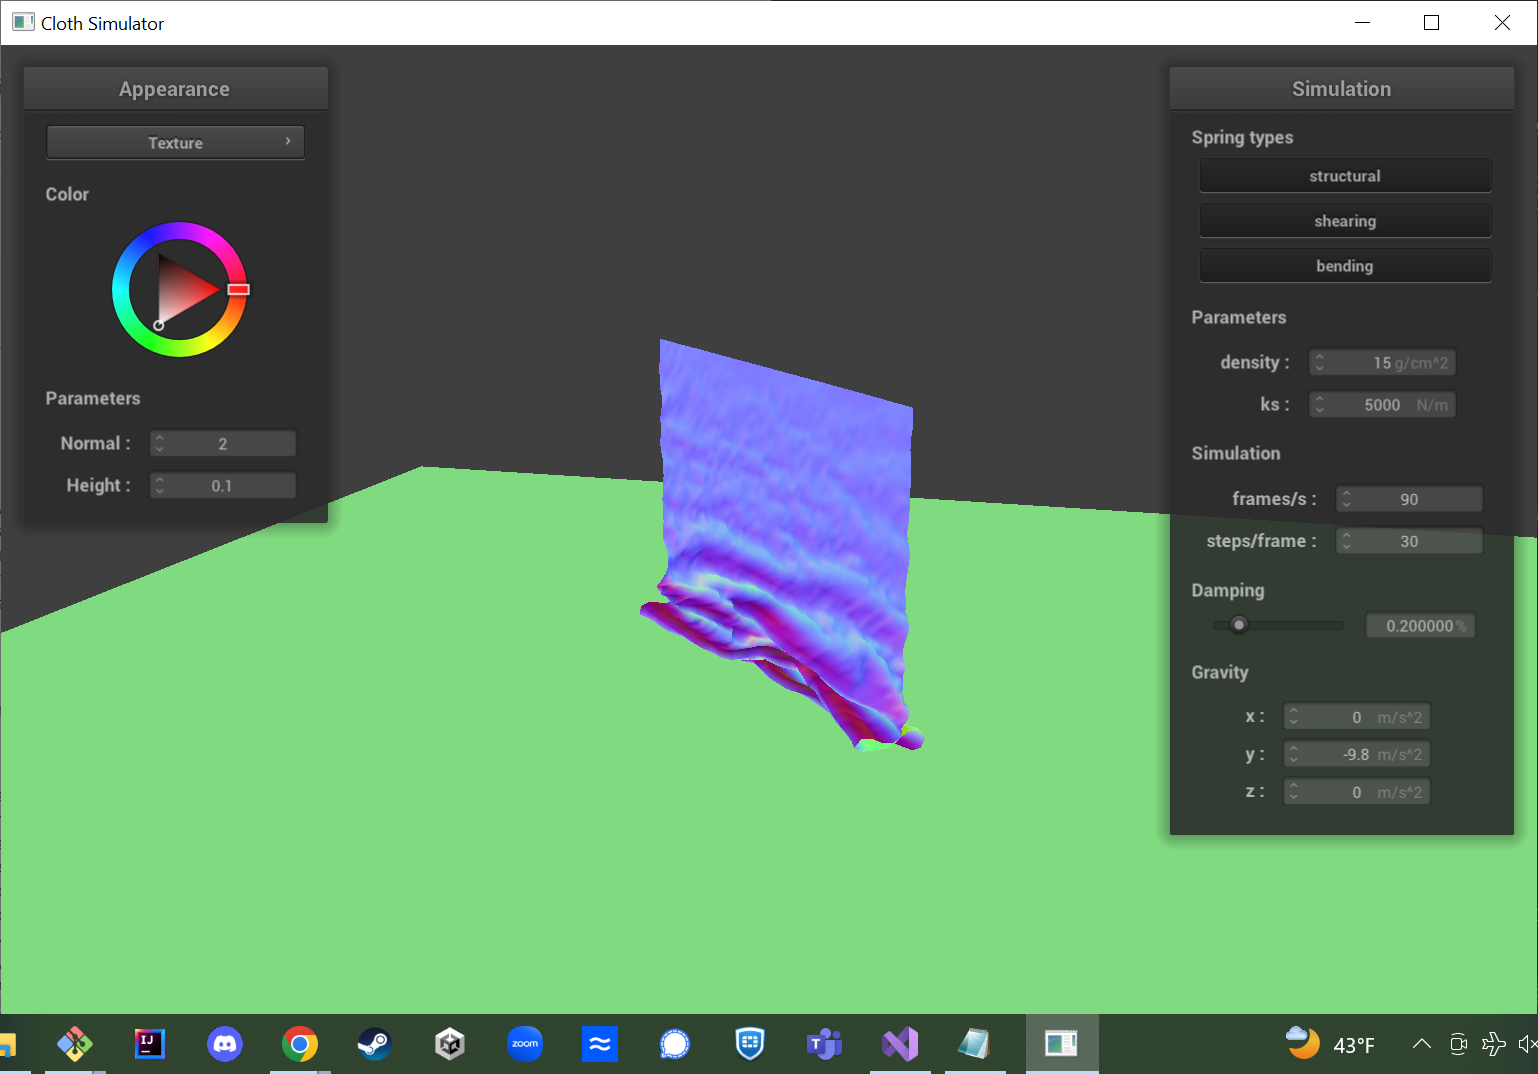 Cloth Simulator
Appearance
Texture
Color
Parameters
Normal : 2
Height : 0.1
Simulation
Spring types
structural
shearing
bending
Parameters
density : 15 g/cm^2
ks : 5000 N/m
Simulation
frames/s : 90
steps/frame : 30
Damping
0.200000 %
Gravity
x : 0 m/s^2
y : -9.8 m/s^2
z : 0 m/s^2
IJ
zoom
T
43°F